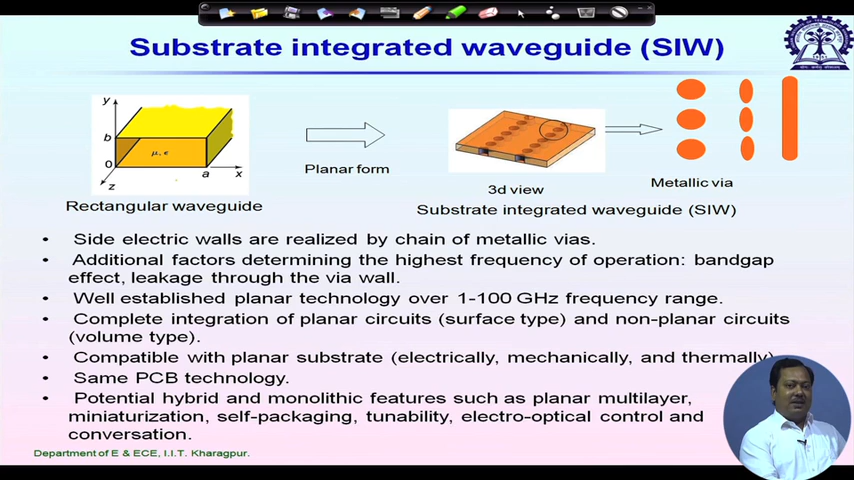 Substrate integrated waveguide (SIW)
y
b
μ, ϵ
0
a
x
z
Planar form
3d view
Metallic via
Rectangular waveguide
Substrate integrated waveguide (SIW)
• Side electric walls are realized by chain of metallic vias.
• Additional factors determining the highest frequency of operation: bandgap
effect, leakage through the via wall.
• Well established planar technology over 1-100 GHz frequency range.
• Complete integration of planar circuits (surface type) and non-planar circuits
(volume type).
• Compatible with planar substrate (electrically, mechanically, and thermally)
• Same PCB technology.
• Potential hybrid and monolithic features such as planar multilayer,
miniaturization, self-packaging, tunability, electro-optical control and
conversation.
Department of E & ECE, I.I.T. Kharagpur.